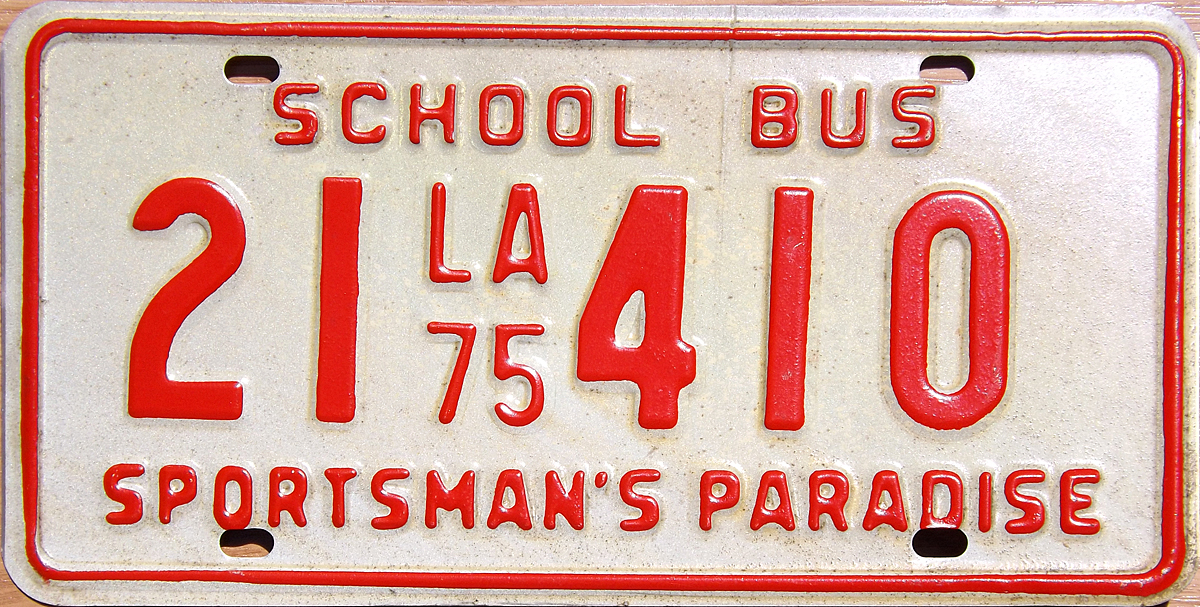 SCHOOL BUS
21 LA 75 410
SPORTSMAN'S PARADISE